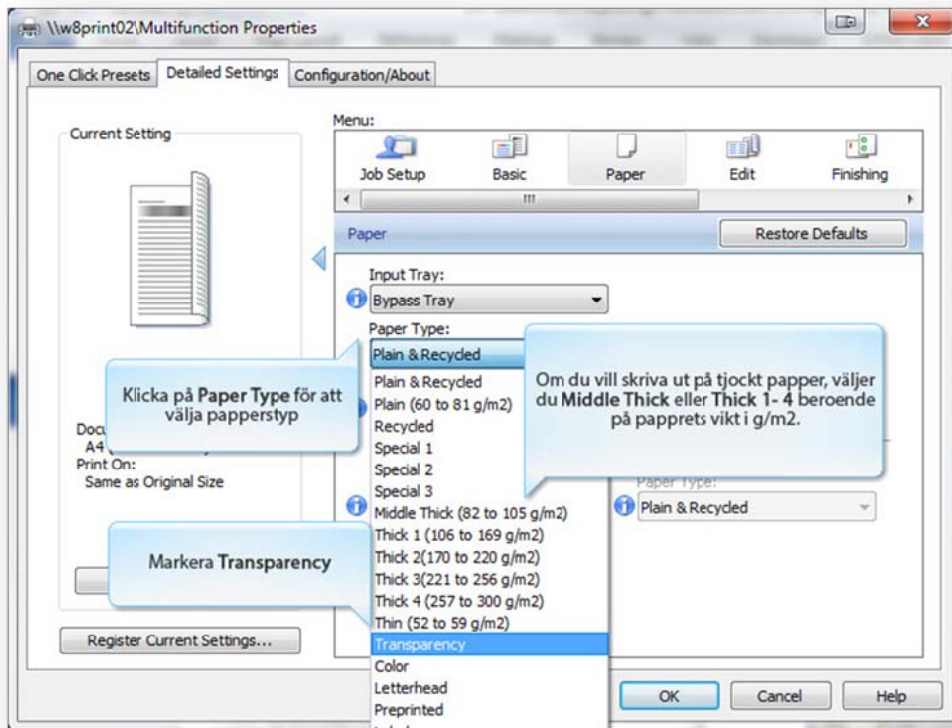 \\w8print02\Multifunction Properties
One Click Presets
Detailed Settings
Configuration/About
Current Setting
Menu:
Job Setup
Basic
Paper
Edit
Finishing
Paper
Restore Defaults
Input Tray:
Bypass Tray
Paper Type:
Plain & Recycled
Klicka på Paper Type för att
välja papperstyp
Om du vill skriva ut på tjockt papper, väljer
du Middle Thick eller Thick 1- 4 beroende
på papprets vikt i g/m2.
Plain & Recycled
Plain (60 to 81 g/m2)
Recycled
Special 1
Special 2
Special 3
Middle Thick (82 to 105 g/m2)
Thick 1 (106 to 169 g/m2)
Thick 2(170 to 220 g/m2)
Thick 3(221 to 256 g/m2)
Thick 4 (257 to 300 g/m2)
Thin (52 to 59 g/m2)
Transparency
Color
Letterhead
Preprinted
A4
Print On:
Same as Original Size
Paper Type:
Plain & Recycled
Markera Transparency
Register Current Settings...
OK
Cancel
Help